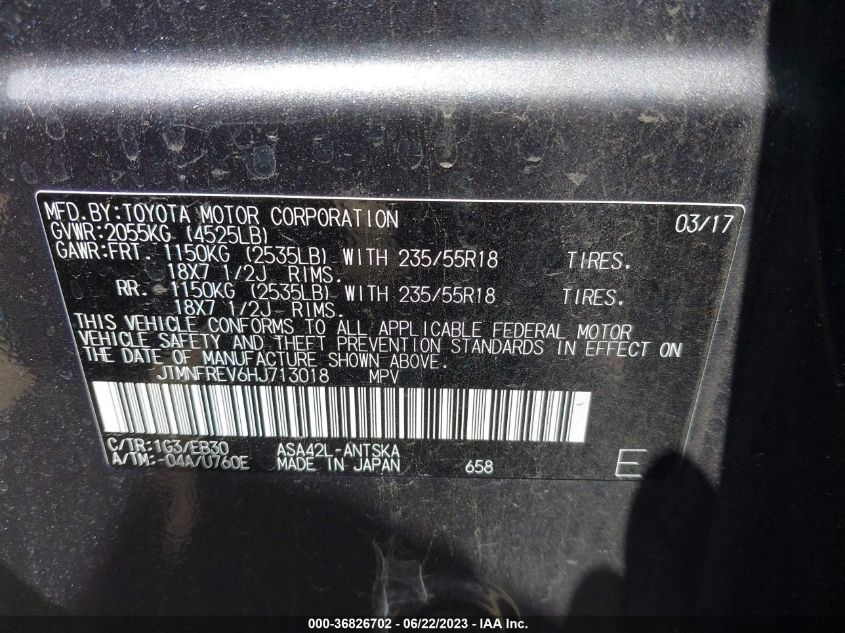 MFD.BY:TOYOTA MOTOR CORPORATION 03/17
GVWR:2055KG (4525LB)
GAWR:FRT. 1150KG (2535LB) WITH 235/55R18 TIRES.
18X7 1/2J RIMS.
RR. 1150KG (2535LB) WITH 235/55R18 TIRES.
18X7 1/2J RIMS.
THIS VEHICLE CONFORMS TO ALL APPLICABLE FEDERAL MOTOR
VEHICLE SAFETY AND THEFT PREVENTION STANDARDS IN EFFECT ON
THE DATE OF MANUFACTURE SHOWN ABOVE.
JTMNFREV6HJ713018 MPV
C/TR:1G3/EB30 ASA42L-ANTSKA
A/TM:-04A/U760E MADE IN JAPAN 658 E
000-36826702 - 06/22/2023 - IAA Inc.